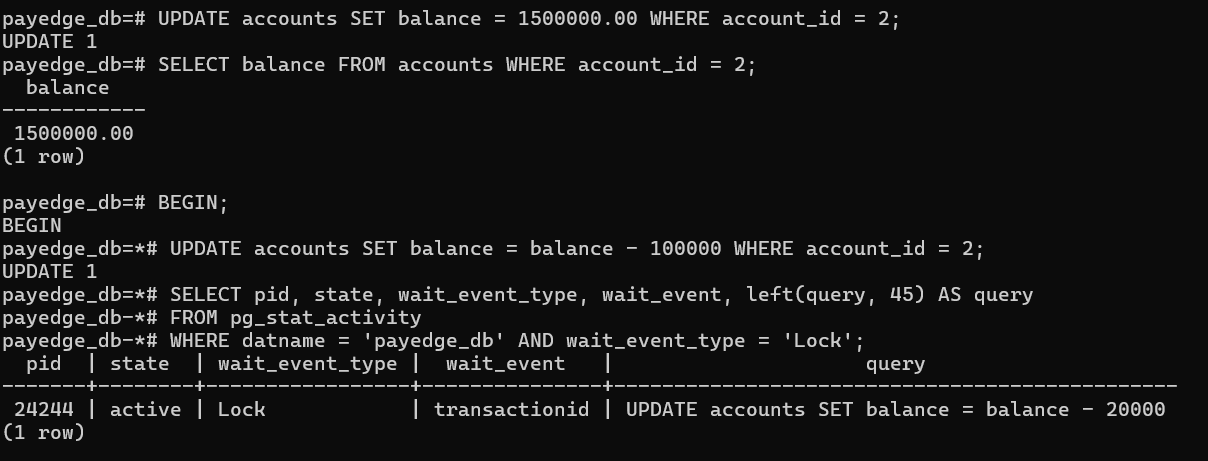 payedge_db=# UPDATE accounts SET balance = 1500000.00 WHERE account_id = 2;
UPDATE 1
payedge_db=# SELECT balance FROM accounts WHERE account_id = 2;
  balance
------------
 1500000.00
(1 row)

payedge_db=# BEGIN;
BEGIN
payedge_db=*# UPDATE accounts SET balance = balance - 100000 WHERE account_id = 2;
UPDATE 1
payedge_db=*# SELECT pid, state, wait_event_type, wait_event, left(query, 45) AS query
payedge_db-*# FROM pg_stat_activity
payedge_db-*# WHERE datname = 'payedge_db' AND wait_event_type = 'Lock';
  pid  | state  | wait_event_type |  wait_event   |                     query
-------+--------+-----------------+---------------+-----------------------------------------------
 24244 | active | Lock            | transactionid | UPDATE accounts SET balance = balance - 20000
(1 row)